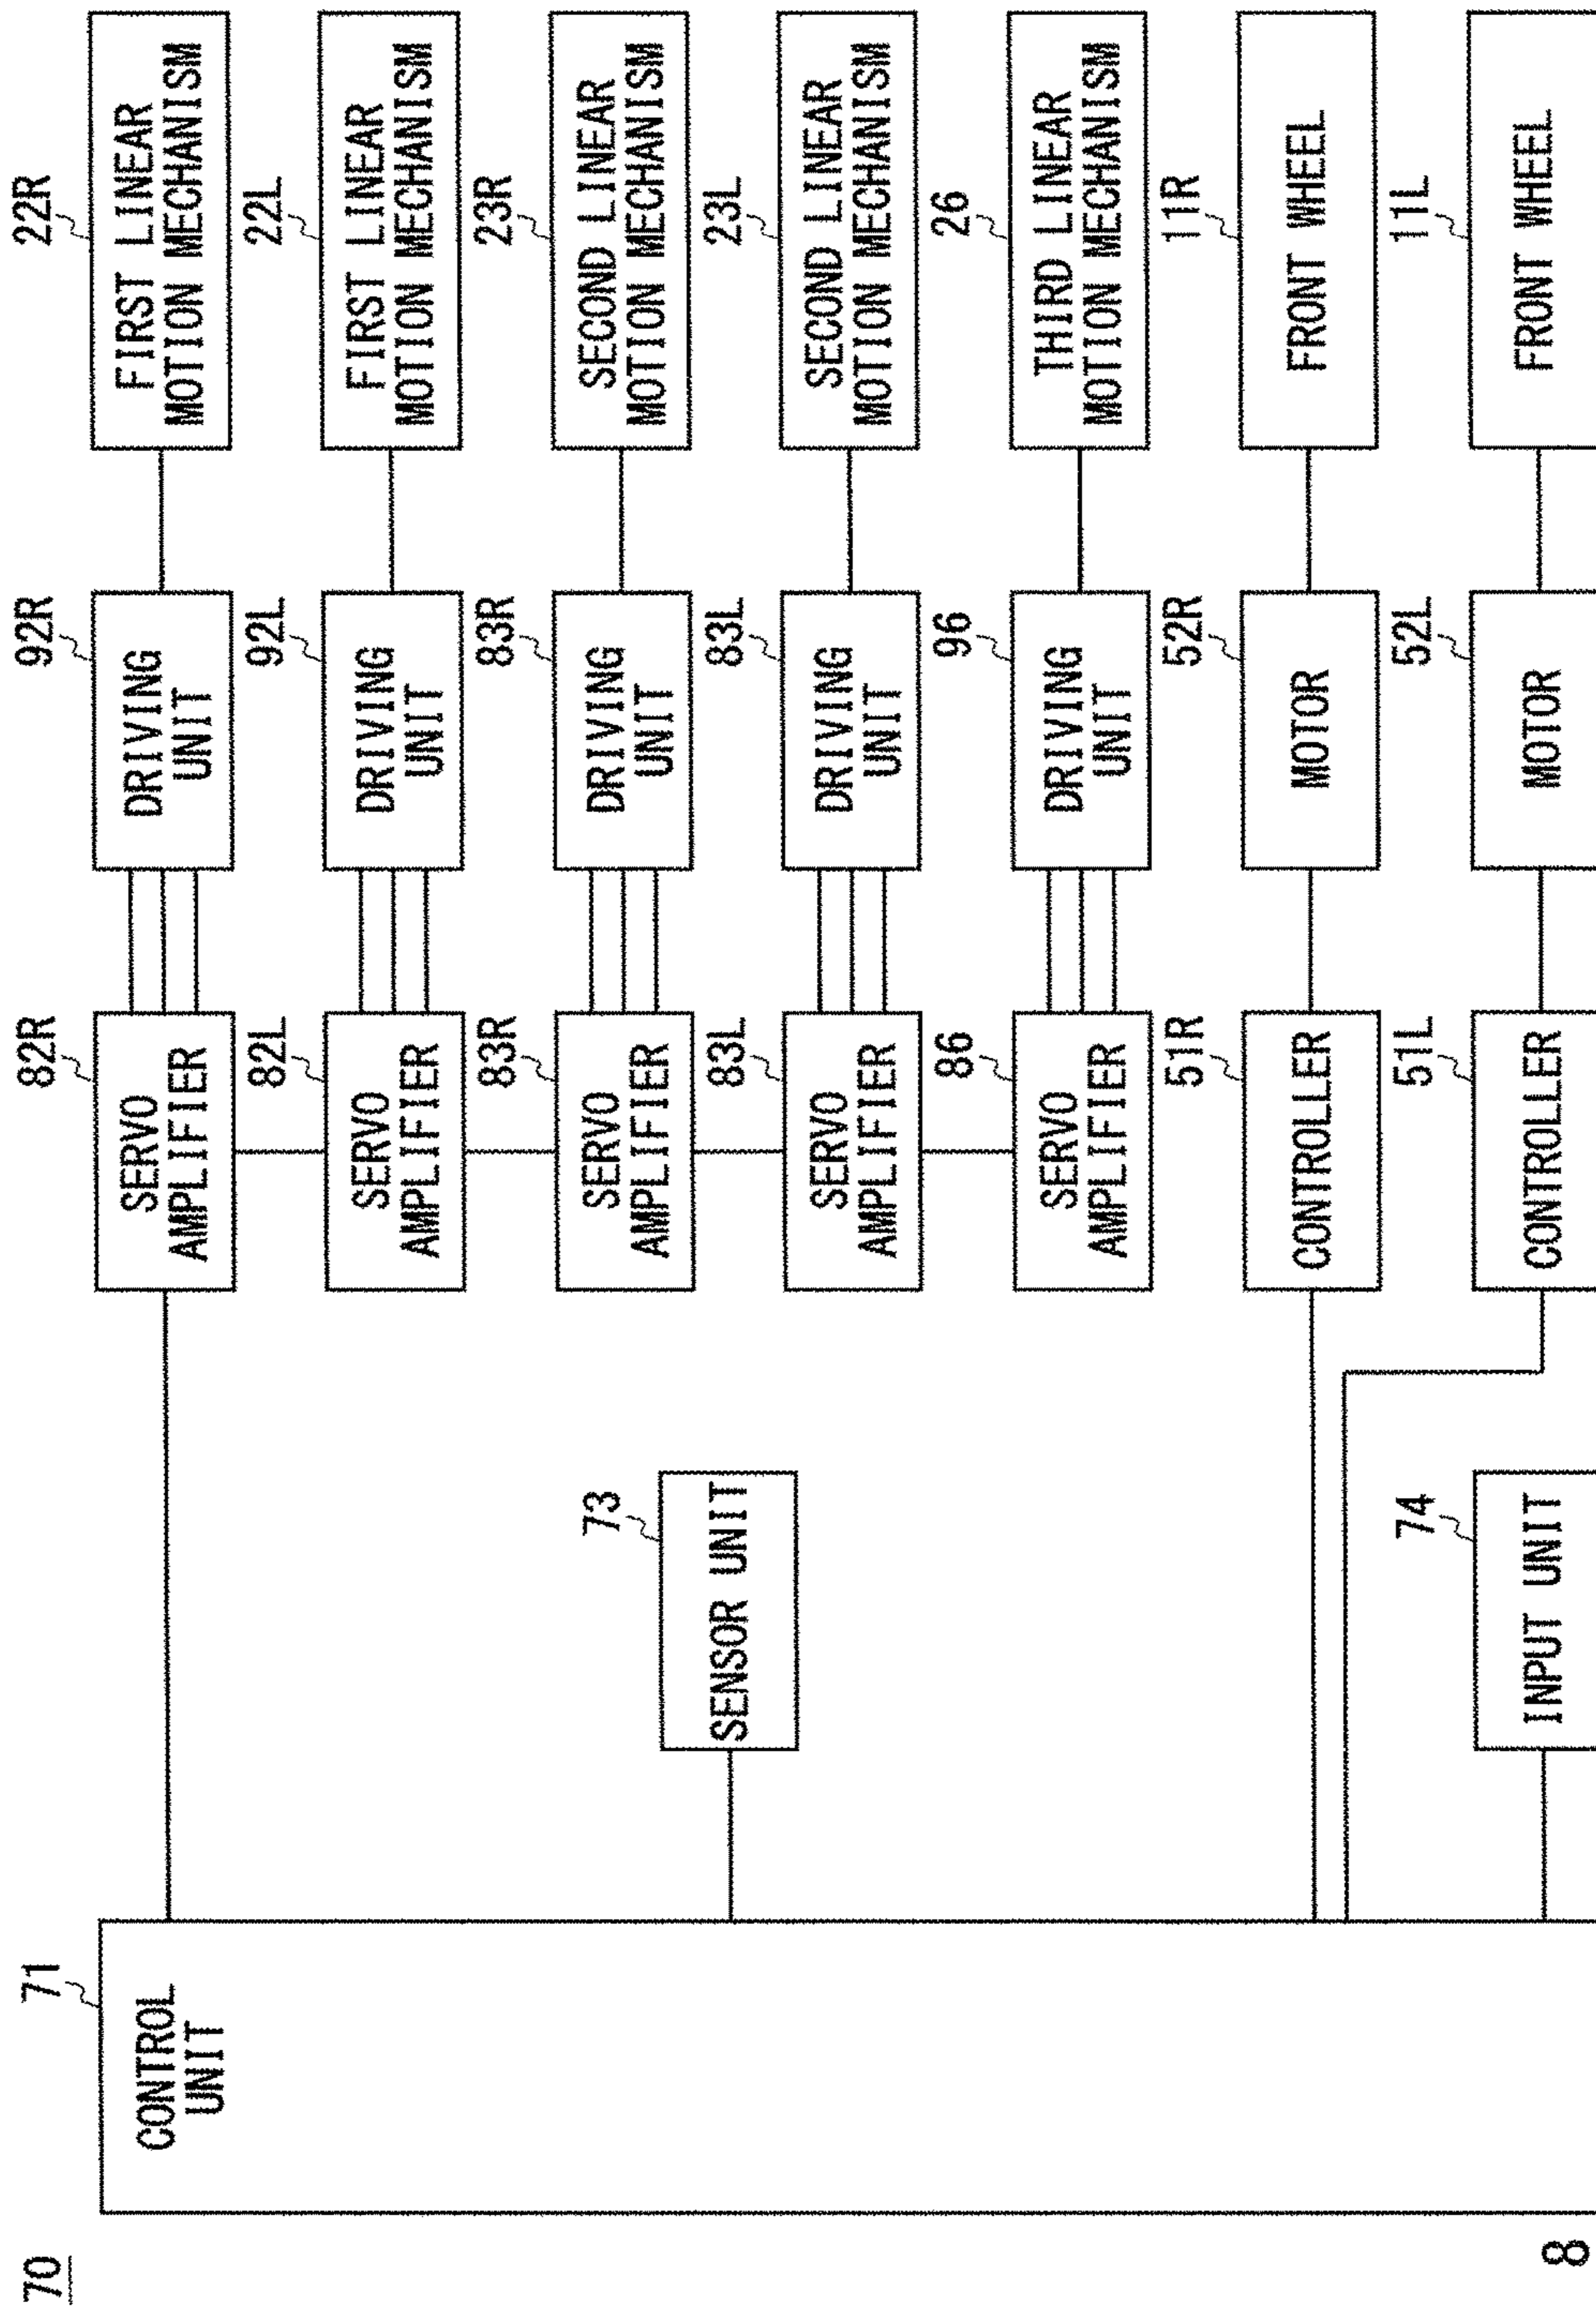 70
71
CONTROL
UNIT
73
SENSOR UNIT
74
INPUT UNIT
82R
SERVO
AMPLIFIER
92R
DRIVING
UNIT
22R
FIRST LINEAR
MOTION MECHANISM
82L
SERVO
AMPLIFIER
92L
DRIVING
UNIT
22L
FIRST LINEAR
MOTION MECHANISM
83R
SERVO
AMPLIFIER
83R
DRIVING
UNIT
23R
SECOND LINEAR
MOTION MECHANISM
83L
SERVO
AMPLIFIER
83L
DRIVING
UNIT
23L
SECOND LINEAR
MOTION MECHANISM
86
SERVO
AMPLIFIER
96
DRIVING
UNIT
26
THIRD LINEAR
MOTION MECHANISM
51R
CONTROLLER
52R
MOTOR
11R
FRONT WHEEL
51L
CONTROLLER
52L
MOTOR
11L
FRONT WHEEL
8